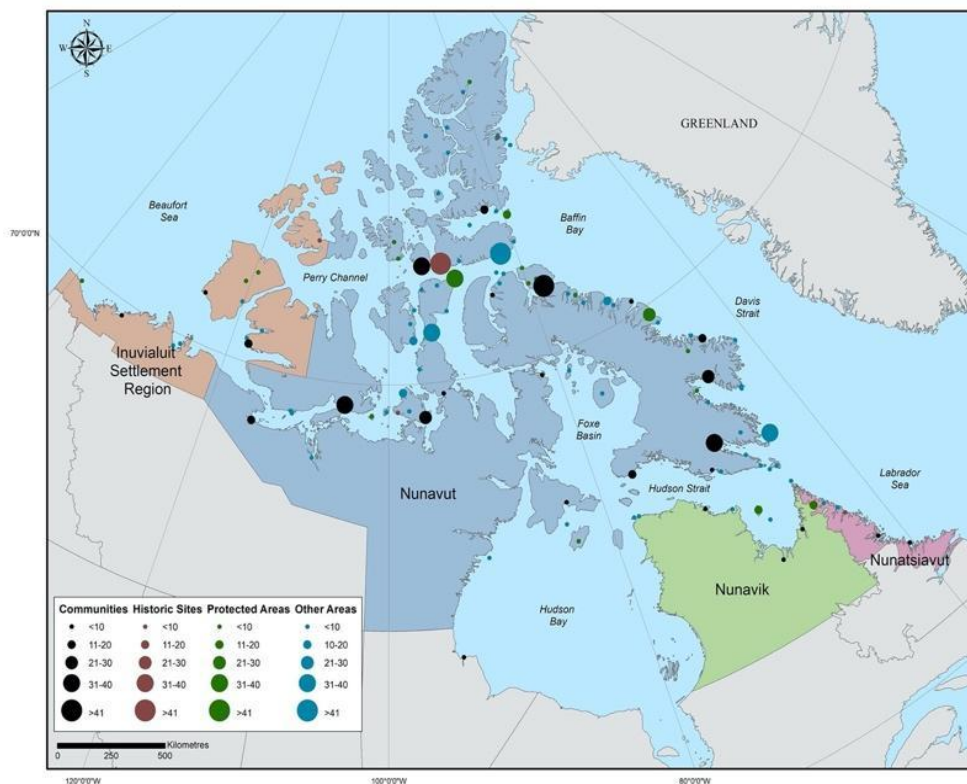 N
W E
S
GREENLAND
Beaufort
Sea
Baffin
Bay
70°0'0"N
Perry Channel
Davis
Strait
Inuvialuit
Settlement
Region
Foxe
Basin
Labrador
Sea
Nunavut
Hudson Strait
Nunatsiavut
Nunavik
Hudson
Bay
Communities Historic Sites Protected Areas Other Areas
<10 <10 <10 <10
11-20 11-20 11-20 10-20
21-30 21-30 21-30 21-30
31-40 31-40 31-40 31-40
>41 >41 >41 >41
Kilometres
0 250 500
120°0'0"W 100°0'0"W 80°0'0"W